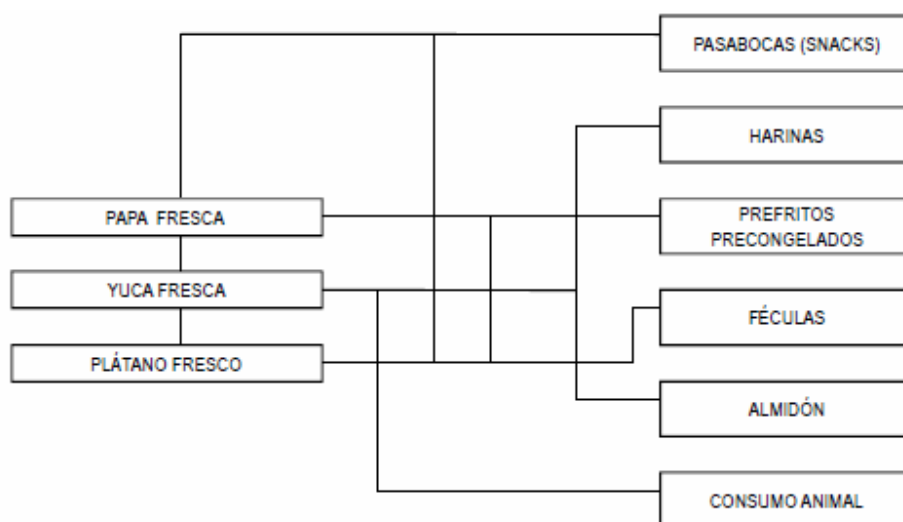 PASABOCAS (SNACKS)
HARINAS
PAPA FRESCA
PREFRITOS
PRECONGELADOS
YUCA FRESCA
FÉCULAS
PLÁTANO FRESCO
ALMIDÓN
CONSUMO ANIMAL